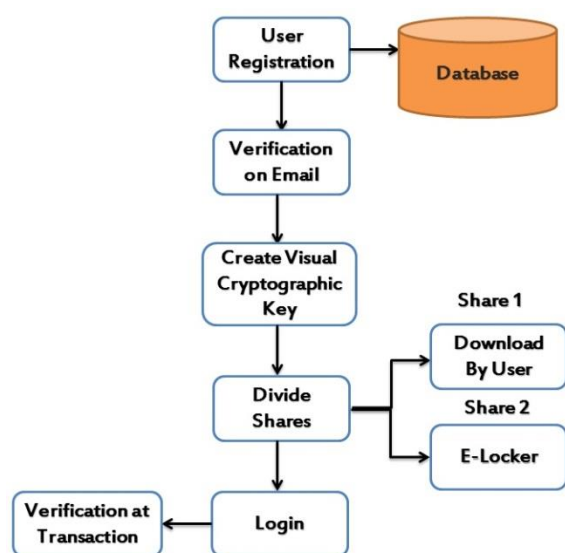 User
Registration
Database
Verification
on Email
Create Visual
Cryptographic
Key
Share 1
Download
By User
Divide
Shares
Share 2
E-Locker
Verification at
Transaction
Login